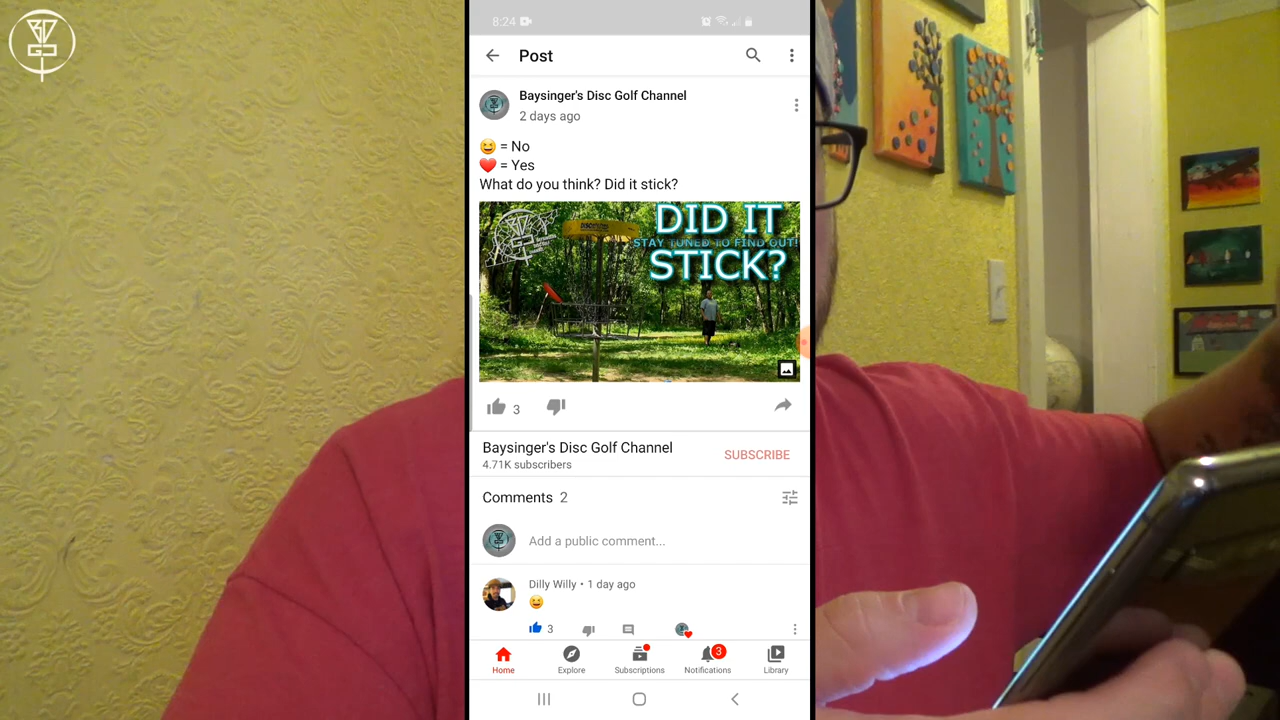 8:24
Post
Baysinger's Disc Golf Channel
2 days ago
😆 = No
❤️ = Yes
What do you think? Did it stick?
DID IT
STAY TUNED TO FIND OUT!
STICK?
3
Baysinger's Disc Golf Channel
4.71K subscribers
SUBSCRIBE
Comments 2
Add a public comment...
Dilly Willy • 1 day ago
😆
3
Home
Explore
Subscriptions
3
Notifications
Library